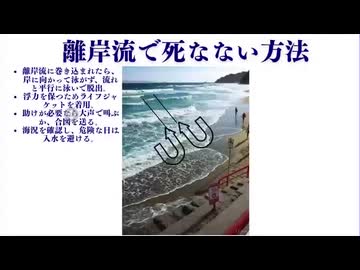 離岸流で死なない方法
• 離岸流に巻き込まれたら、
岸に向かって泳がず、流れ
と平行に泳いで脱出。
• 浮力を保つためライフジャ
ケットを着用。
• 助けが必要なら大声で叫ぶ
か、合図を送る。
• 海況を確認し、危険な日は
入水を避ける。